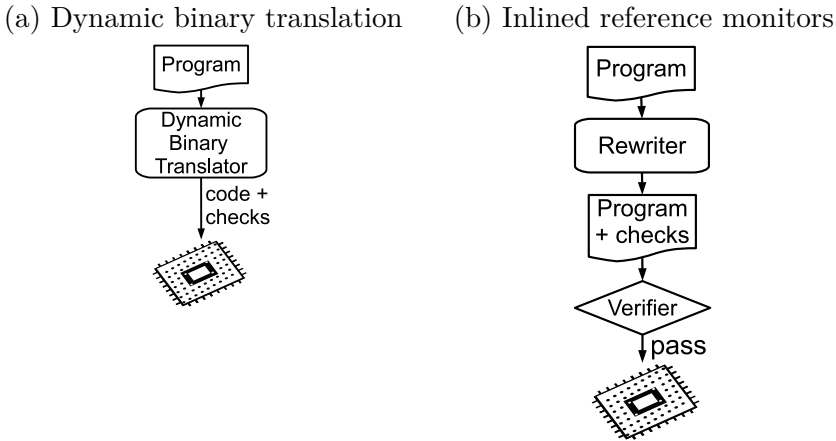 (a) Dynamic binary translation
Program
Dynamic
Binary
Translator
code +
checks
(b) Inlined reference monitors
Program
Rewriter
Program
+ checks
Verifier
pass